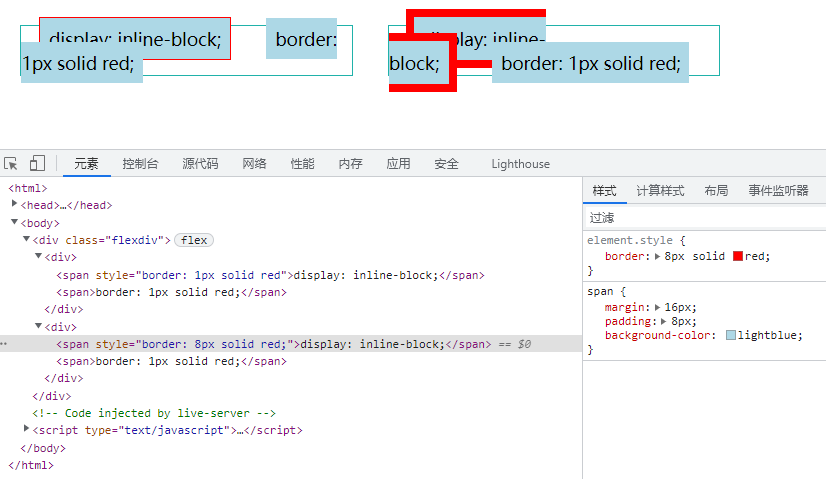 display: inline-block; border:
1px solid red;
display: inline-
block; border: 1px solid red;
元素 控制台 源代码 网络 性能 内存 应用 安全 Lighthouse
<html>
<head>…</head>
<body>
<div class="flexdiv"> flex
<div>
<span style="border: 1px solid red">display: inline-block;</span>
<span>border: 1px solid red;</span>
</div>
<div>
<span style="border: 8px solid red;">display: inline-block;</span> == $0
<span>border: 1px solid red;</span>
</div>
</div>
<!-- Code injected by live-server -->
<script type="text/javascript">…</script>
</body>
</html>
样式 计算样式 布局 事件监听器
过滤
element.style {
border: 8px solid red;
}
span {
margin: 16px;
padding: 8px;
background-color: lightblue;
}